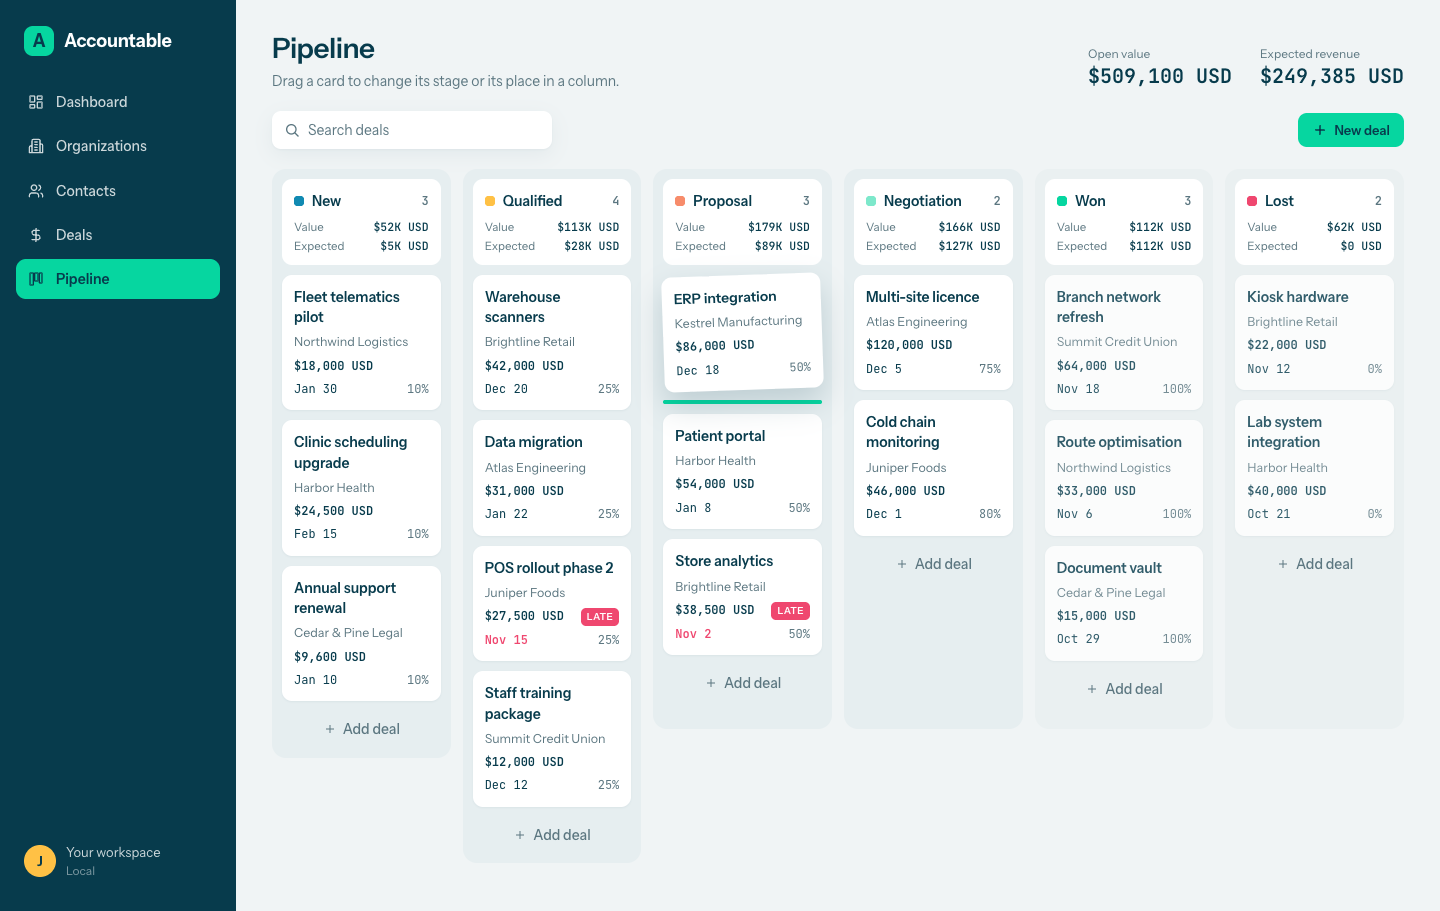 A Accountable
Dashboard
Organizations
Contacts
Deals
Pipeline
J
Your workspace
Local
Pipeline
Drag a card to change its stage or its place in a column.
Open value
$509,100 USD
Expected revenue
$249,385 USD
Search deals
+ New deal
New 3
Value $52K USD
Expected $5K USD
Fleet telematics
pilot
Northwind Logistics
$18,000 USD
Jan 30 10%
Clinic scheduling
upgrade
Harbor Health
$24,500 USD
Feb 15 10%
Annual support
renewal
Cedar & Pine Legal
$9,600 USD
Jan 10 10%
+ Add deal
Qualified 4
Value $113K USD
Expected $28K USD
Warehouse
scanners
Brightline Retail
$42,000 USD
Dec 20 25%
Data migration
Atlas Engineering
$31,000 USD
Jan 22 25%
POS rollout phase 2
Juniper Foods
$27,500 USD LATE
Nov 15 25%
Staff training
package
Summit Credit Union
$12,000 USD
Dec 12 25%
+ Add deal
Proposal 3
Value $179K USD
Expected $89K USD
ERP integration
Kestrel Manufacturing
$86,000 USD
Dec 18 50%
Patient portal
Harbor Health
$54,000 USD
Jan 8 50%
Store analytics
Brightline Retail
$38,500 USD LATE
Nov 2 50%
+ Add deal
Negotiation 2
Value $166K USD
Expected $127K USD
Multi-site licence
Atlas Engineering
$120,000 USD
Dec 5 75%
Cold chain
monitoring
Juniper Foods
$46,000 USD
Dec 1 80%
+ Add deal
Won 3
Value $112K USD
Expected $112K USD
Branch network
refresh
Summit Credit Union
$64,000 USD
Nov 18 100%
Route optimisation
Northwind Logistics
$33,000 USD
Nov 6 100%
Document vault
Cedar & Pine Legal
$15,000 USD
Oct 29 100%
+ Add deal
Lost 2
Value $62K USD
Expected $0 USD
Kiosk hardware
Brightline Retail
$22,000 USD
Nov 12 0%
Lab system
integration
Harbor Health
$40,000 USD
Oct 21 0%
+ Add deal